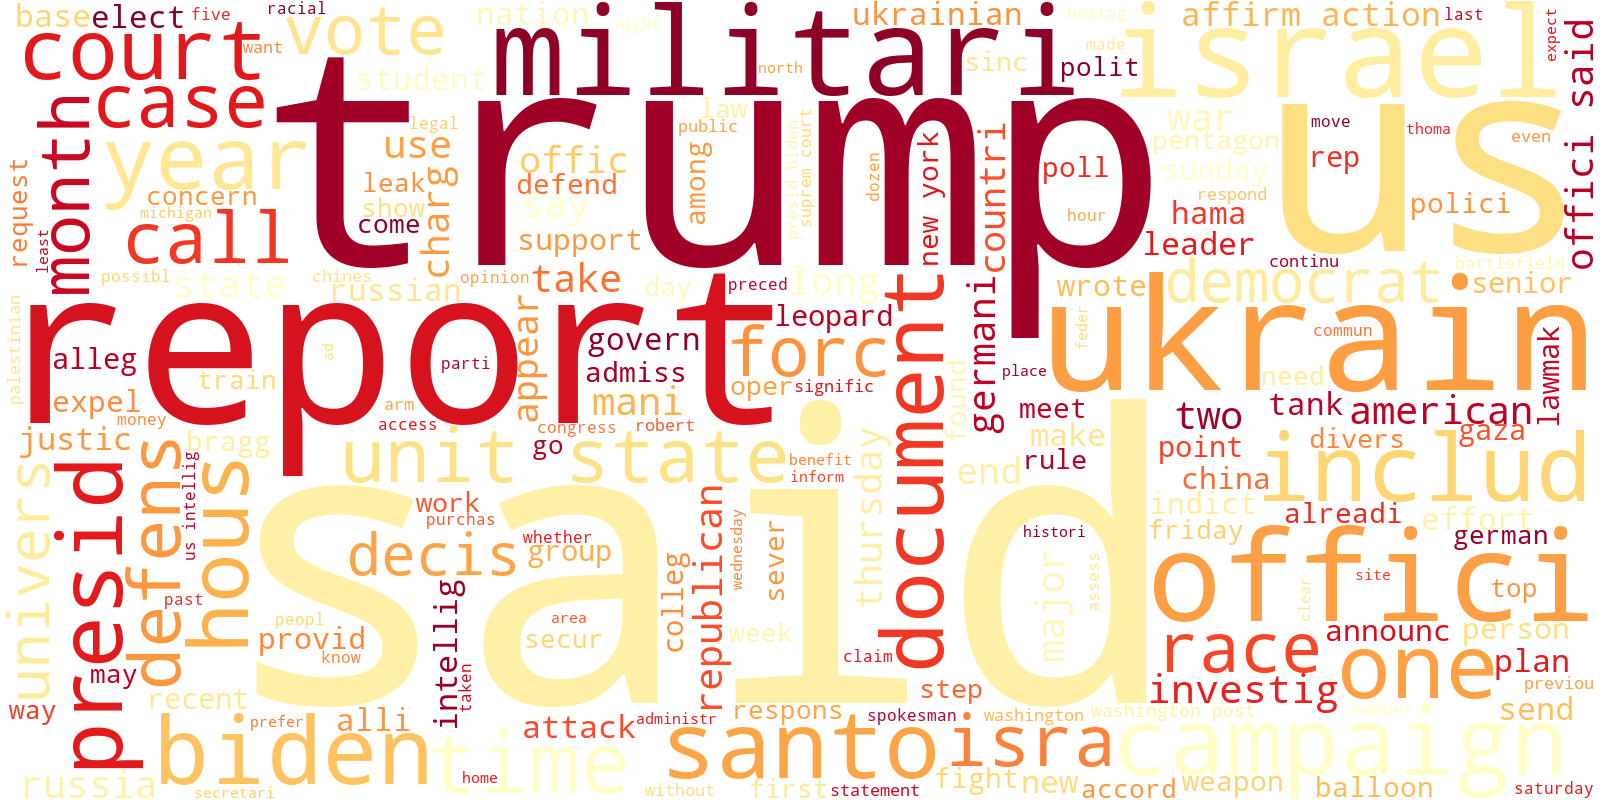 base
elect
five
racial
vote
nation
militari
ukrainian
hostag
affirm action
last
court
want
student
night
north
sinc
made
polit
israel
expect
offici said
case
month
year
trump
us
legal
use
offic
law
public
war
move
thoma
even
pentagon
rep
sunday
respond
request
concern
leak
show
charg
defend
among
suprem court
presid biden
dozen
new york
countri
poll
polici
michigan
call
come
say
support
hour
hama
leader
least
possibl
state
chines
russian
opinion
take
day
preced
long
continu
wrote
democrat
battlefield
senior
palestinian
report
alleg
ad
parti
appear
govern
admiss
leopard
forc
document
germani
feder
ukrain
commun
lawmak
train
expel
money
arm
access
mani
oper
signific
place
need
tank
american
justic
bragg
congress
robert
go
found
meet
make
rule
two
point
divers
gaza
univers
presid
defens
hous
us intellig
unit state
benefit
inform
thursday
end
china
includ
indict
friday
alreadi
effort
german
work
purchas
whether
decis
group
said
republican
wednesday
sever
colleg
histori
major
assess
offici
clear
site
top
past
peopl
provid
know
area
secur
intellig
taken
week
claim
race
announc
person
may
way
recent
alli
prefer
attack
administr
step
respons
spokesman
washington
washington post
member
investig
one
plan
previou
send
russia
biden
secretari
time
home
santo
isra
campaign
without
first
statement
fight
new
accord
weapon
balloon
saturday